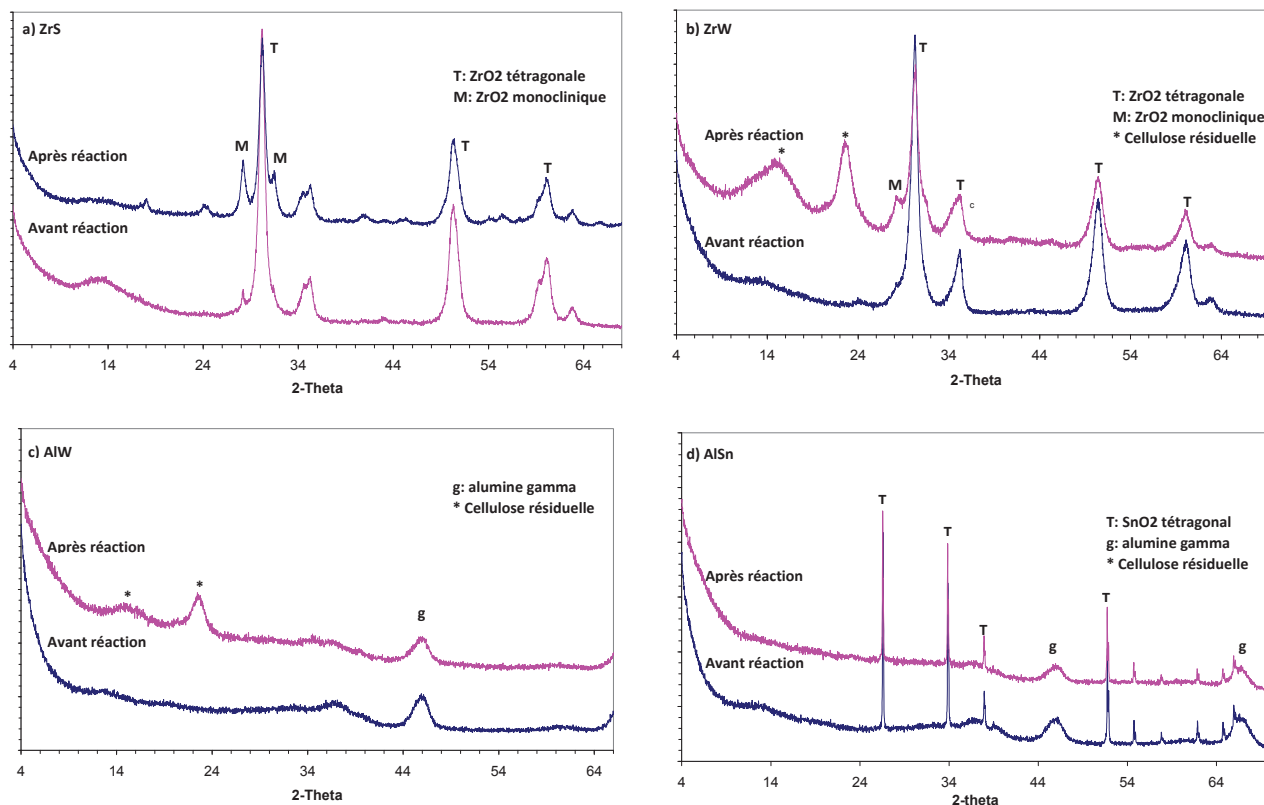 a) ZrS
T
T: ZrO2 tétragonale
M: ZrO2 monoclinique
Après réaction
M
M
T
T
Avant réaction
4 14 24 34 44 54 64
2-Theta
b) ZrW
T
T: ZrO2 tétragonale
M: ZrO2 monoclinique
* Cellulose résiduelle
Après réaction
*
*
M
T
c
T
T
Avant réaction
4 14 24 34 44 54 64
2-Theta
c) AlW
g: alumine gamma
* Cellulose résiduelle
Après réaction
*
*
g
Avant réaction
4 14 24 34 44 54 64
2-Theta
d) AlSn
T
T
T: SnO2 tétragonal
g: alumine gamma
* Cellulose résiduelle
Après réaction
T
T
g
g
Avant réaction
4 14 24 34 44 54 64
2-theta